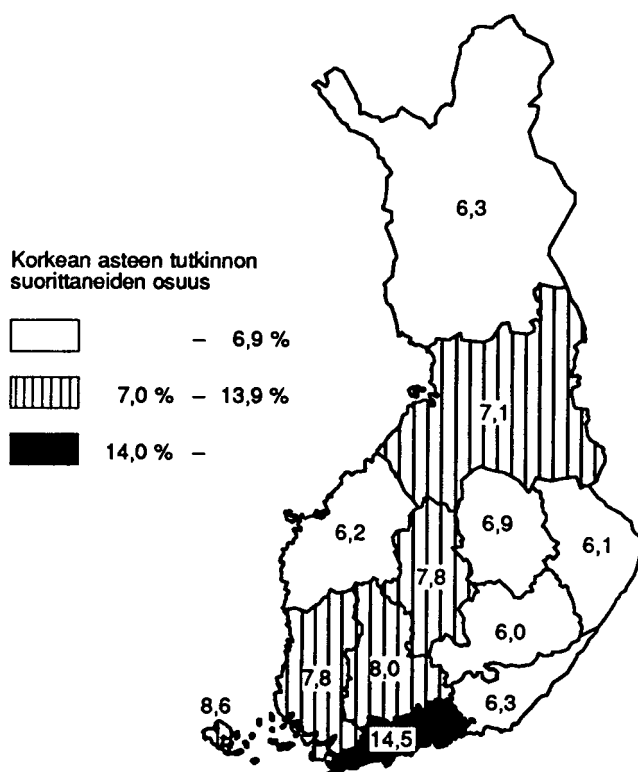 6,3
Korkean asteen tutkinnon
suorittaneiden osuus
– 6,9 %
7,0 % – 13,9 %
14,0 % –
7,1
6,2
6,9
6,1
7,8
6,0
7,8
8,0
6,3
8,6
14,5